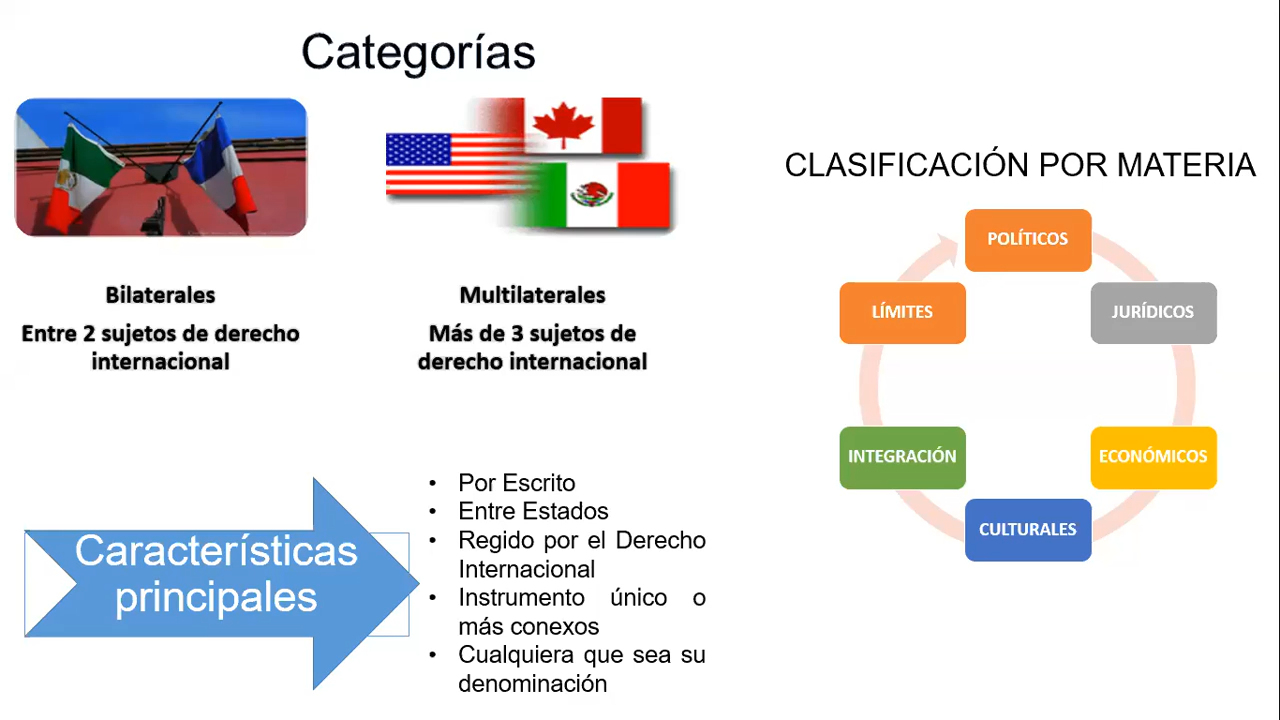 Categorías
Bilaterales
Entre 2 sujetos de derecho
internacional
Multilaterales
Más de 3 sujetos de
derecho internacional
Características
principales
• Por Escrito
• Entre Estados
• Regido por el Derecho
Internacional
• Instrumento único o
más conexos
• Cualquiera que sea su
denominación
CLASIFICACIÓN POR MATERIA
POLÍTICOS
JURÍDICOS
ECONÓMICOS
CULTURALES
INTEGRACIÓN
LÍMITES